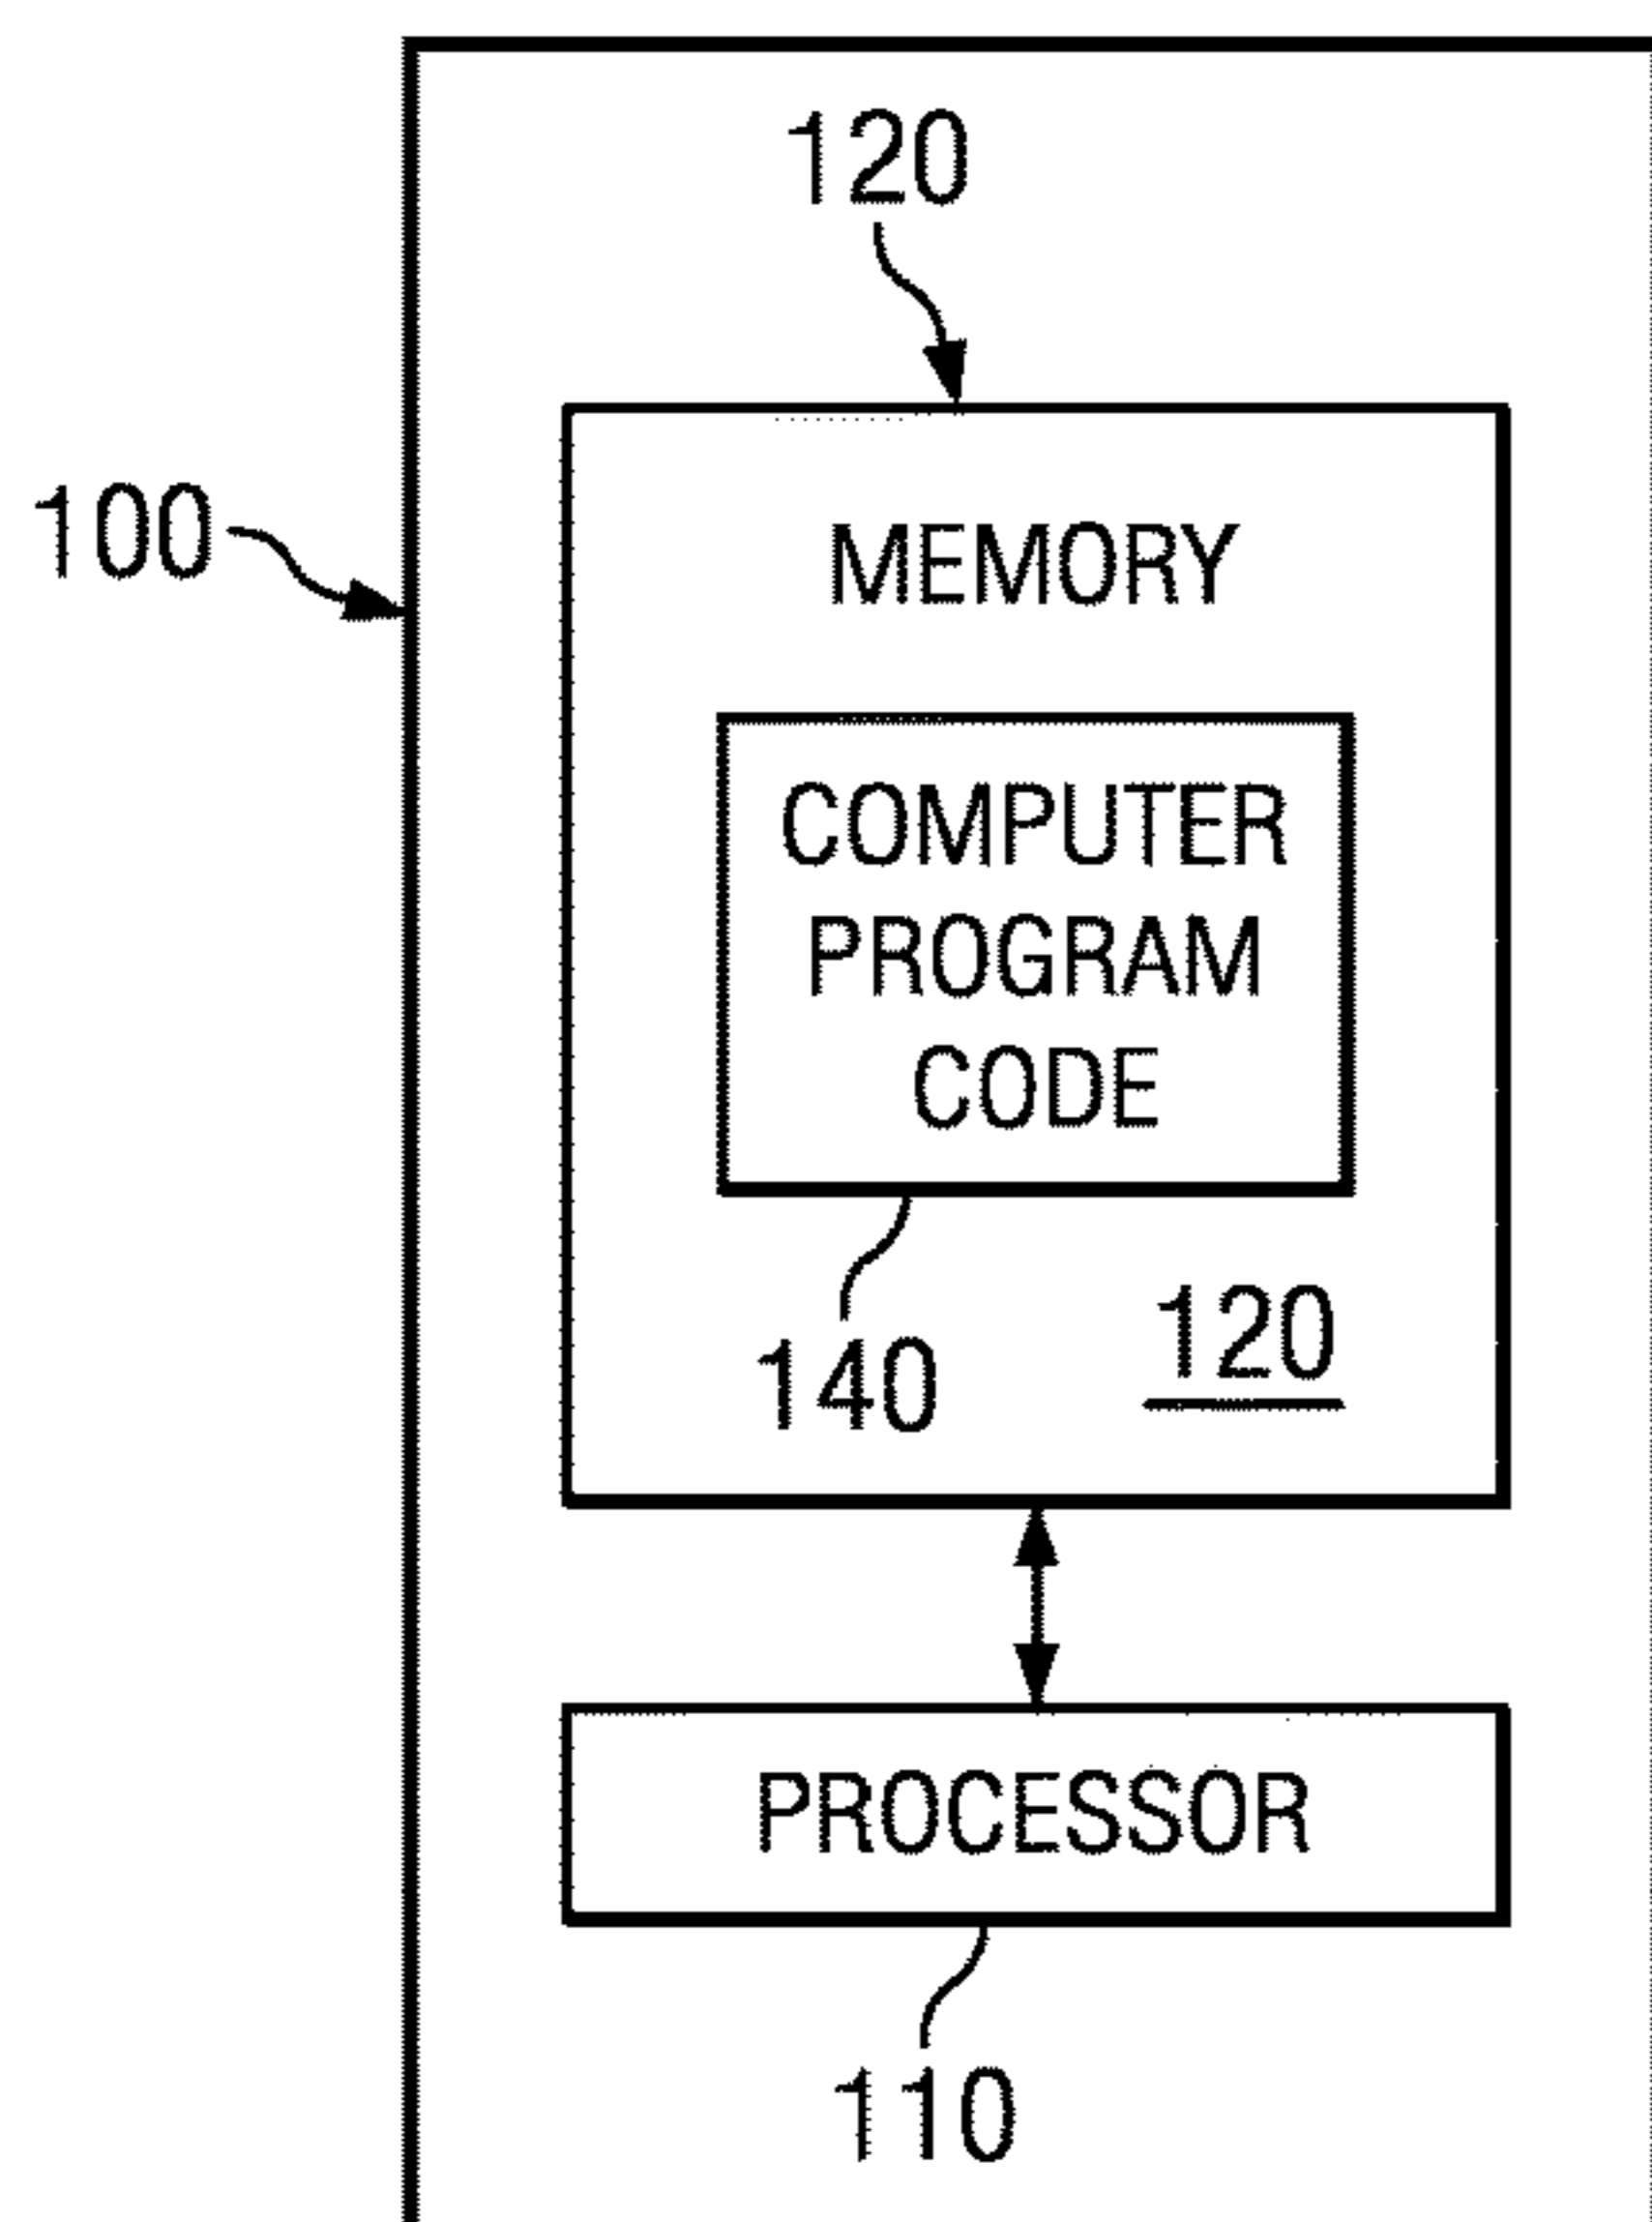 120
100
MEMORY
COMPUTER
PROGRAM
CODE
140
120
PROCESSOR
110